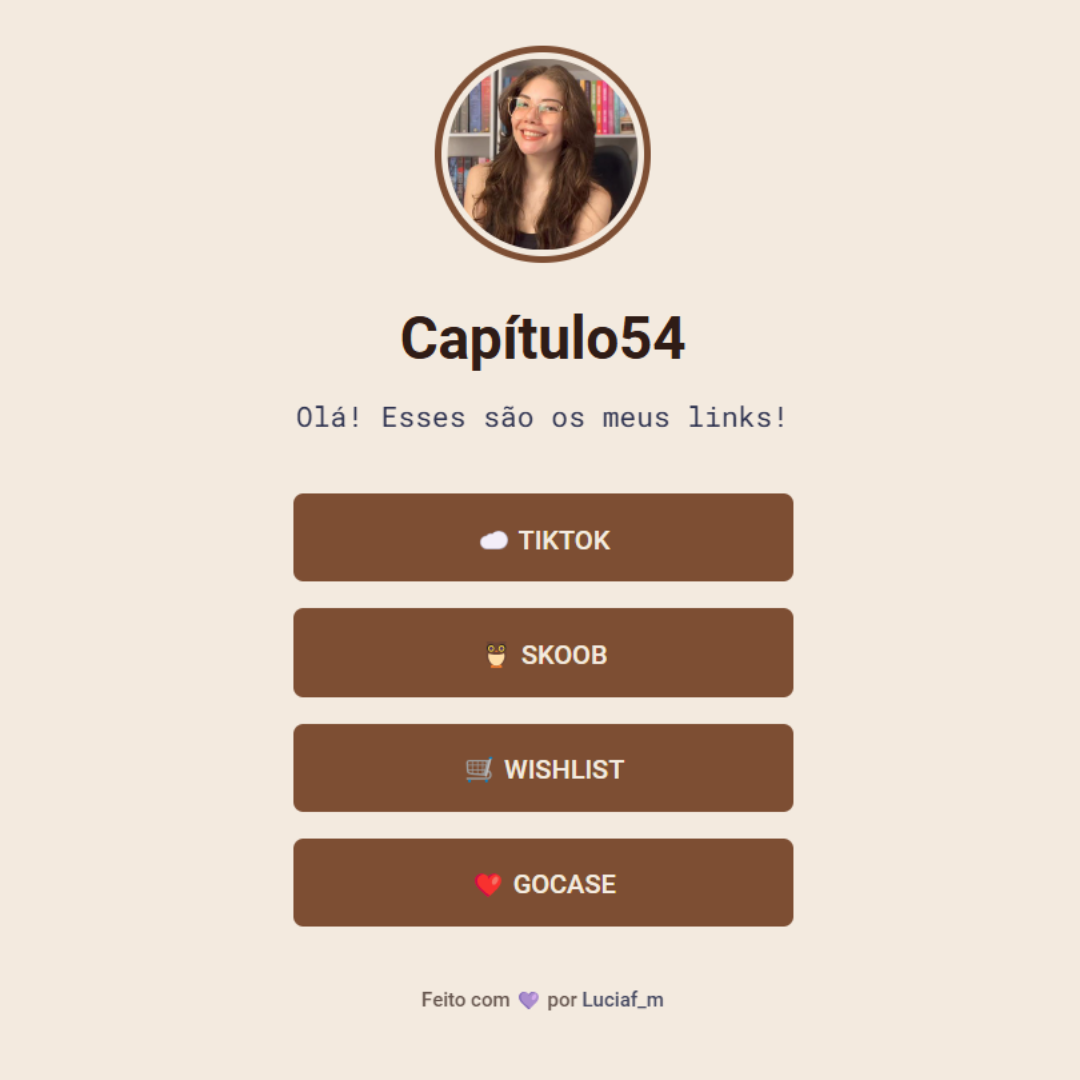 Capítulo54
Olá! Esses são os meus links!
☁️ TIKTOK
🦉 SKOOB
🛒 WISHLIST
❤️ GOCASE
Feito com 💜 por Luciaf_m